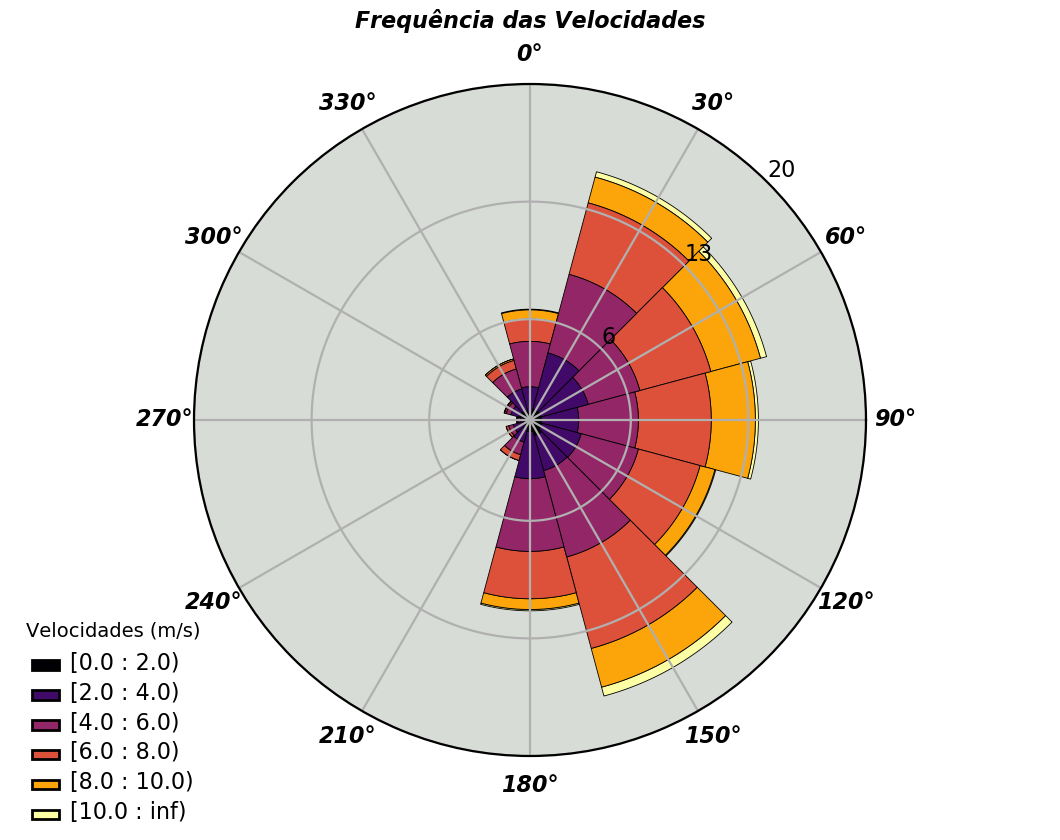 Frequência das Velocidades
0°
330°
30°
20
300°
60°
13
6
270°
90°
240°
120°
210°
150°
180°
Velocidades (m/s)
[0.0 : 2.0)
[2.0 : 4.0)
[4.0 : 6.0)
[6.0 : 8.0)
[8.0 : 10.0)
[10.0 : inf)